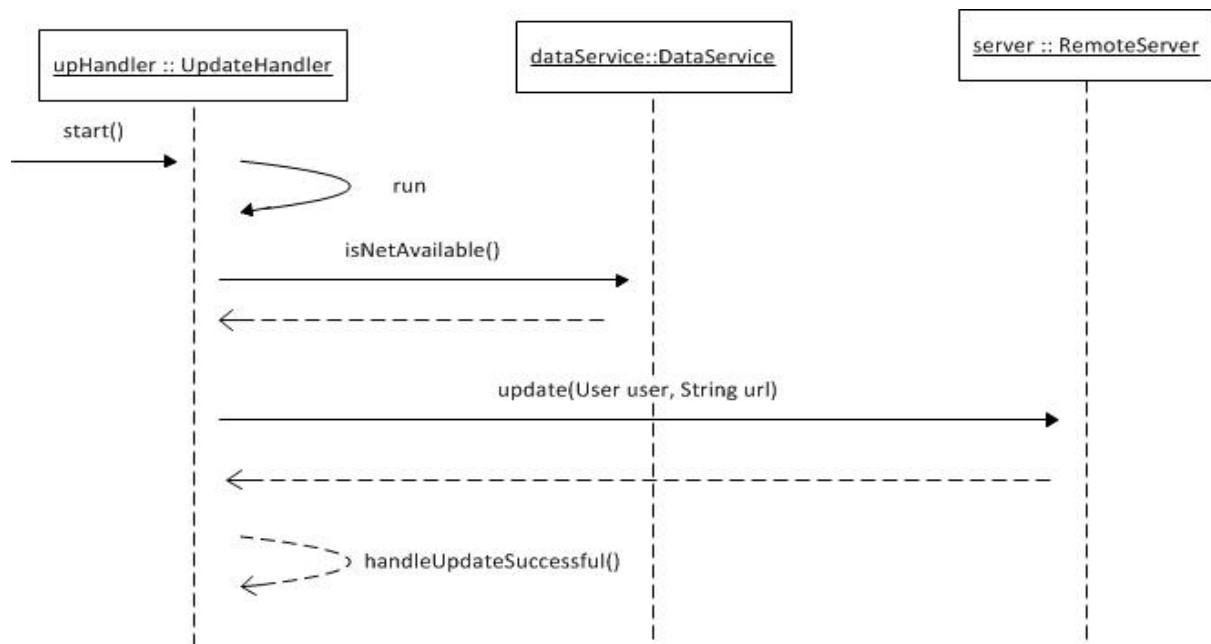 upHandler :: UpdateHandler
dataService::DataService
server :: RemoteServer
start()
run
isNetAvailable()
update(User user, String url)
handleUpdateSuccessful()